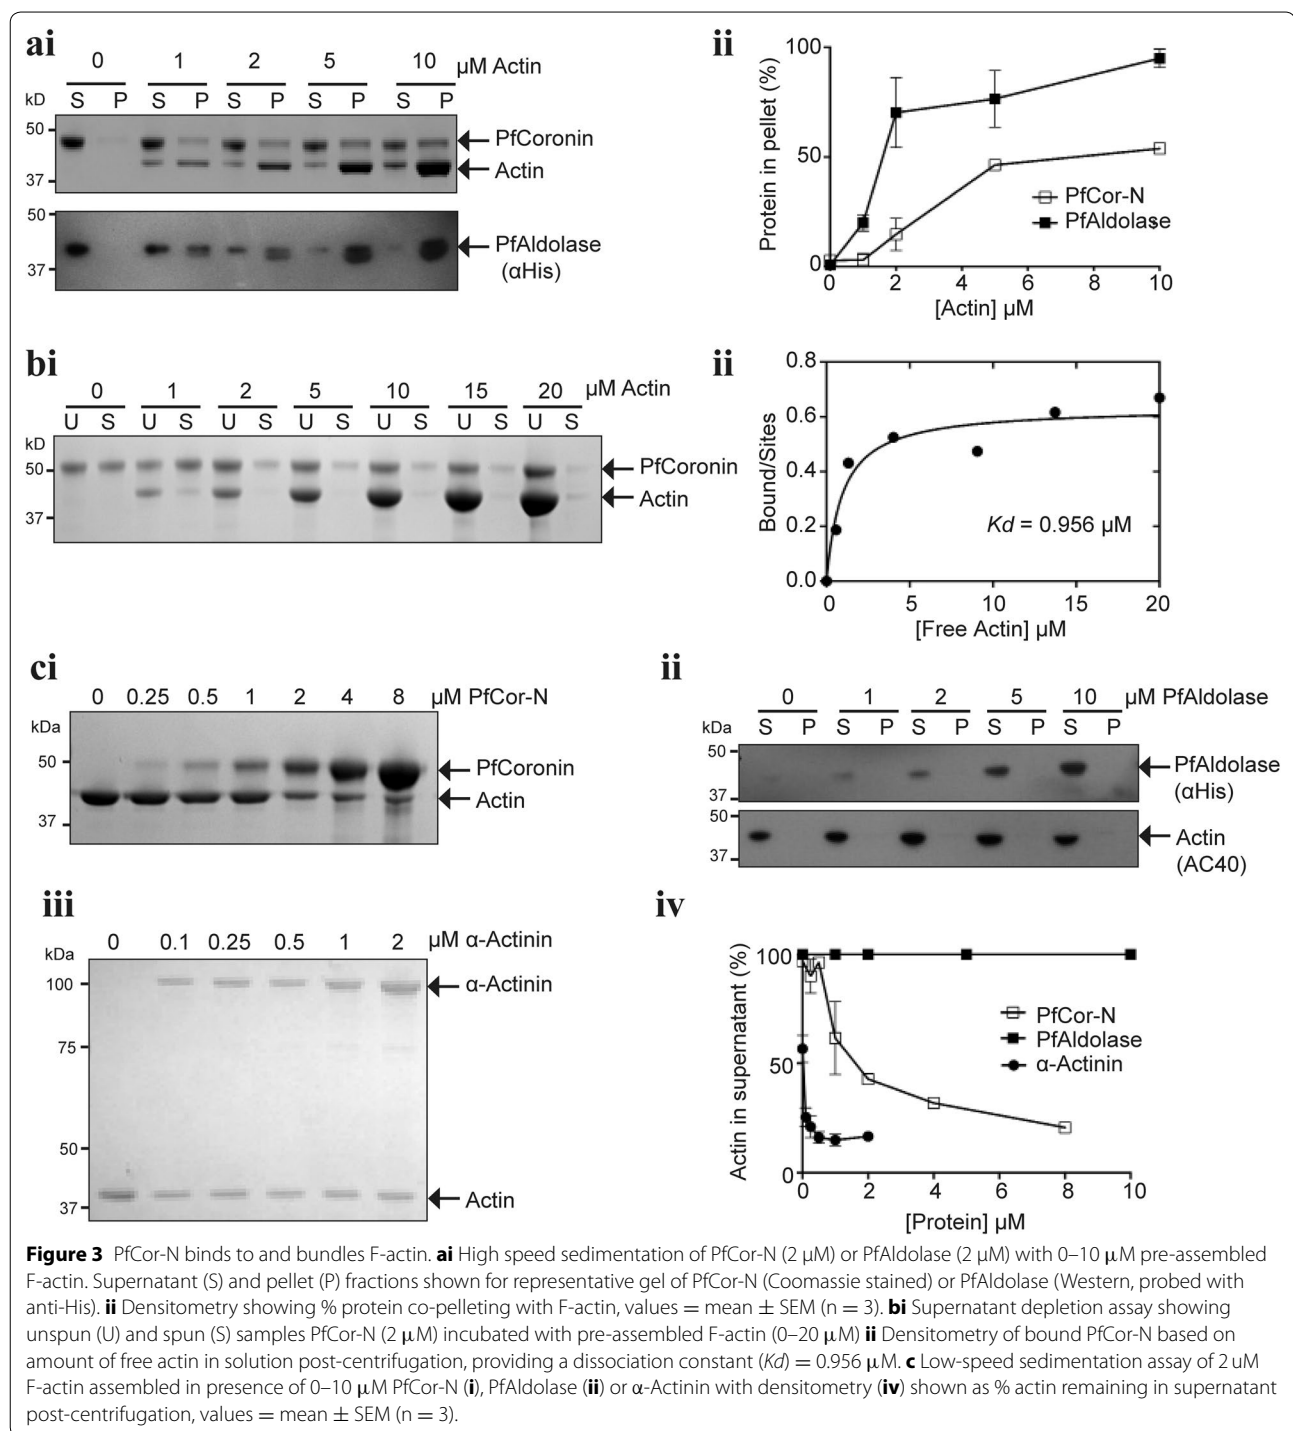 ai
0 1 2 5 10 µM Actin
kD S P S P S P S P S P
50
PfCoronin
Actin
37
50
PfAldolase
(αHis)
37
ii
100
50
0
Protein in pellet (%)
PfCor-N
PfAldolase
0 2 4 6 8 10
[Actin] µM
bi
0 1 2 5 10 15 20 µM Actin
U S U S U S U S U S U S U S
kD
50
PfCoronin
Actin
37
ii
0.8
0.6
0.4
0.2
0.0
Bound/Sites
Kd = 0.956 µM
0 5 10 15 20
[Free Actin] µM
ci
0 0.25 0.5 1 2 4 8 µM PfCor-N
kDa
50
PfCoronin
Actin
37
ii
0 1 2 5 10 µM PfAldolase
kDa S P S P S P S P S P
50
PfAldolase
(αHis)
37
50
Actin
(AC40)
37
iii
0 0.1 0.25 0.5 1 2 µM α-Actinin
kDa
100
α-Actinin
75
50
Actin
37
iv
100
50
0
Actin in supernatant (%)
PfCor-N
PfAldolase
α-Actinin
0 2 4 6 8 10
[Protein] µM
Figure 3 PfCor-N binds to and bundles F-actin. ai High speed sedimentation of PfCor-N (2 µM) or PfAldolase (2 µM) with 0–10 µM pre-assembled
F-actin. Supernatant (S) and pellet (P) fractions shown for representative gel of PfCor-N (Coomassie stained) or PfAldolase (Western, probed with
anti-His). ii Densitometry showing % protein co-pelleting with F-actin, values = mean ± SEM (n = 3). bi Supernatant depletion assay showing
unspun (U) and spun (S) samples PfCor-N (2 µM) incubated with pre-assembled F-actin (0–20 µM) ii Densitometry of bound PfCor-N based on
amount of free actin in solution post-centrifugation, providing a dissociation constant (Kd) = 0.956 µM. c Low-speed sedimentation assay of 2 uM
F-actin assembled in presence of 0–10 µM PfCor-N (i), PfAldolase (ii) or α-Actinin with densitometry (iv) shown as % actin remaining in supernatant
post-centrifugation, values = mean ± SEM (n = 3).